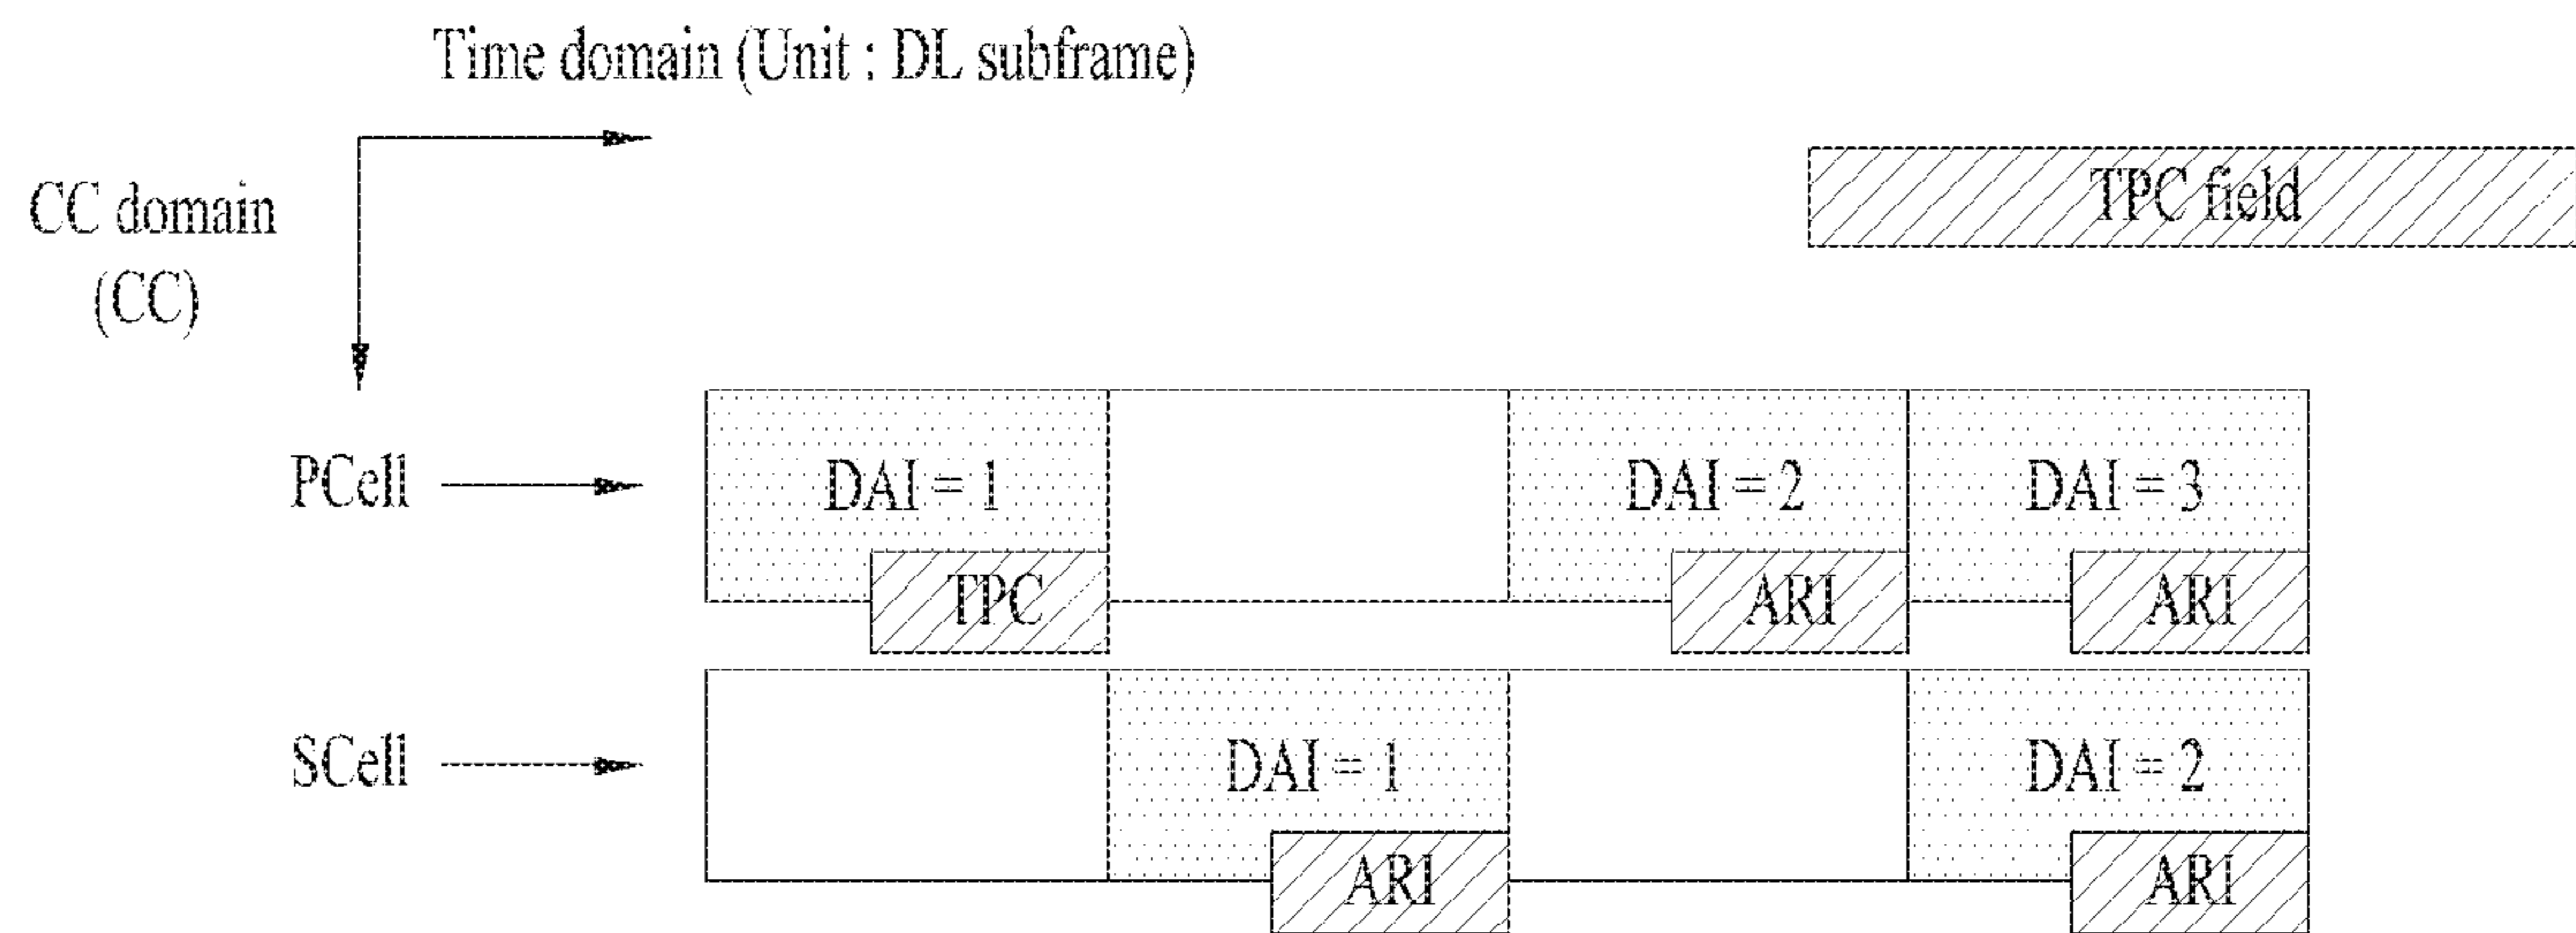 Time domain (Unit : DL subframe)
CC domain
(CC)
TPC field
PCell
DAI = 1
DAI = 2
DAI = 3
TPC
ARI
ARI
SCell
DAI = 1
DAI = 2
ARI
ARI